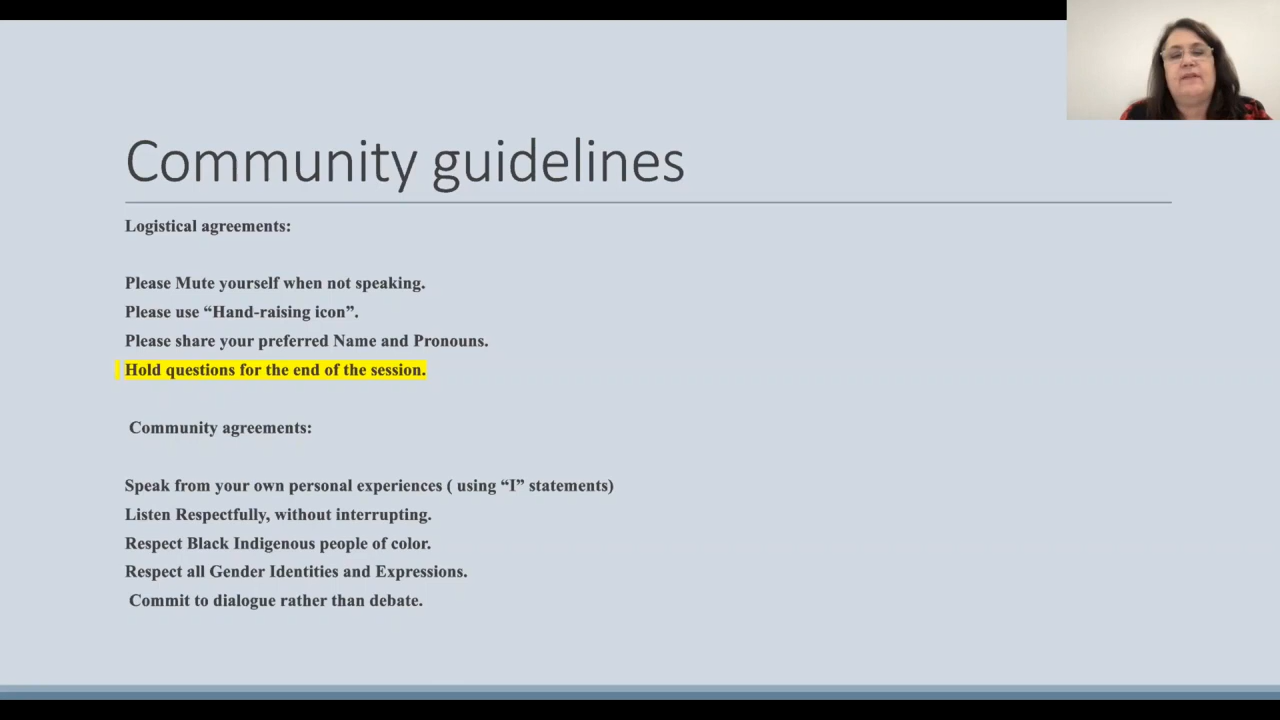 Community guidelines
Logistical agreements:
Please Mute yourself when not speaking.
Please use “Hand-raising icon”.
Please share your preferred Name and Pronouns.
Hold questions for the end of the session.
Community agreements:
Speak from your own personal experiences ( using “I” statements)
Listen Respectfully, without interrupting.
Respect Black Indigenous people of color.
Respect all Gender Identities and Expressions.
Commit to dialogue rather than debate.